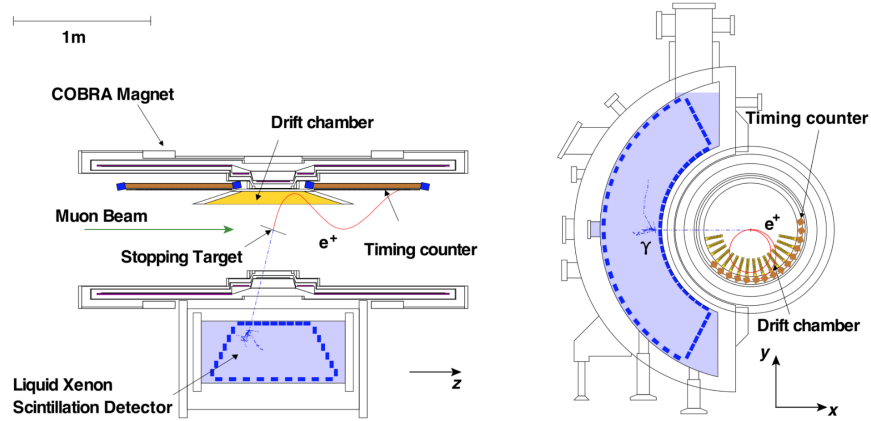 1m
COBRA Magnet
Drift chamber
Muon Beam
Stopping Target
e+
Timing counter
Liquid Xenon
Scintillation Detector
z
Timing counter
e+
γ
Drift chamber
y
x